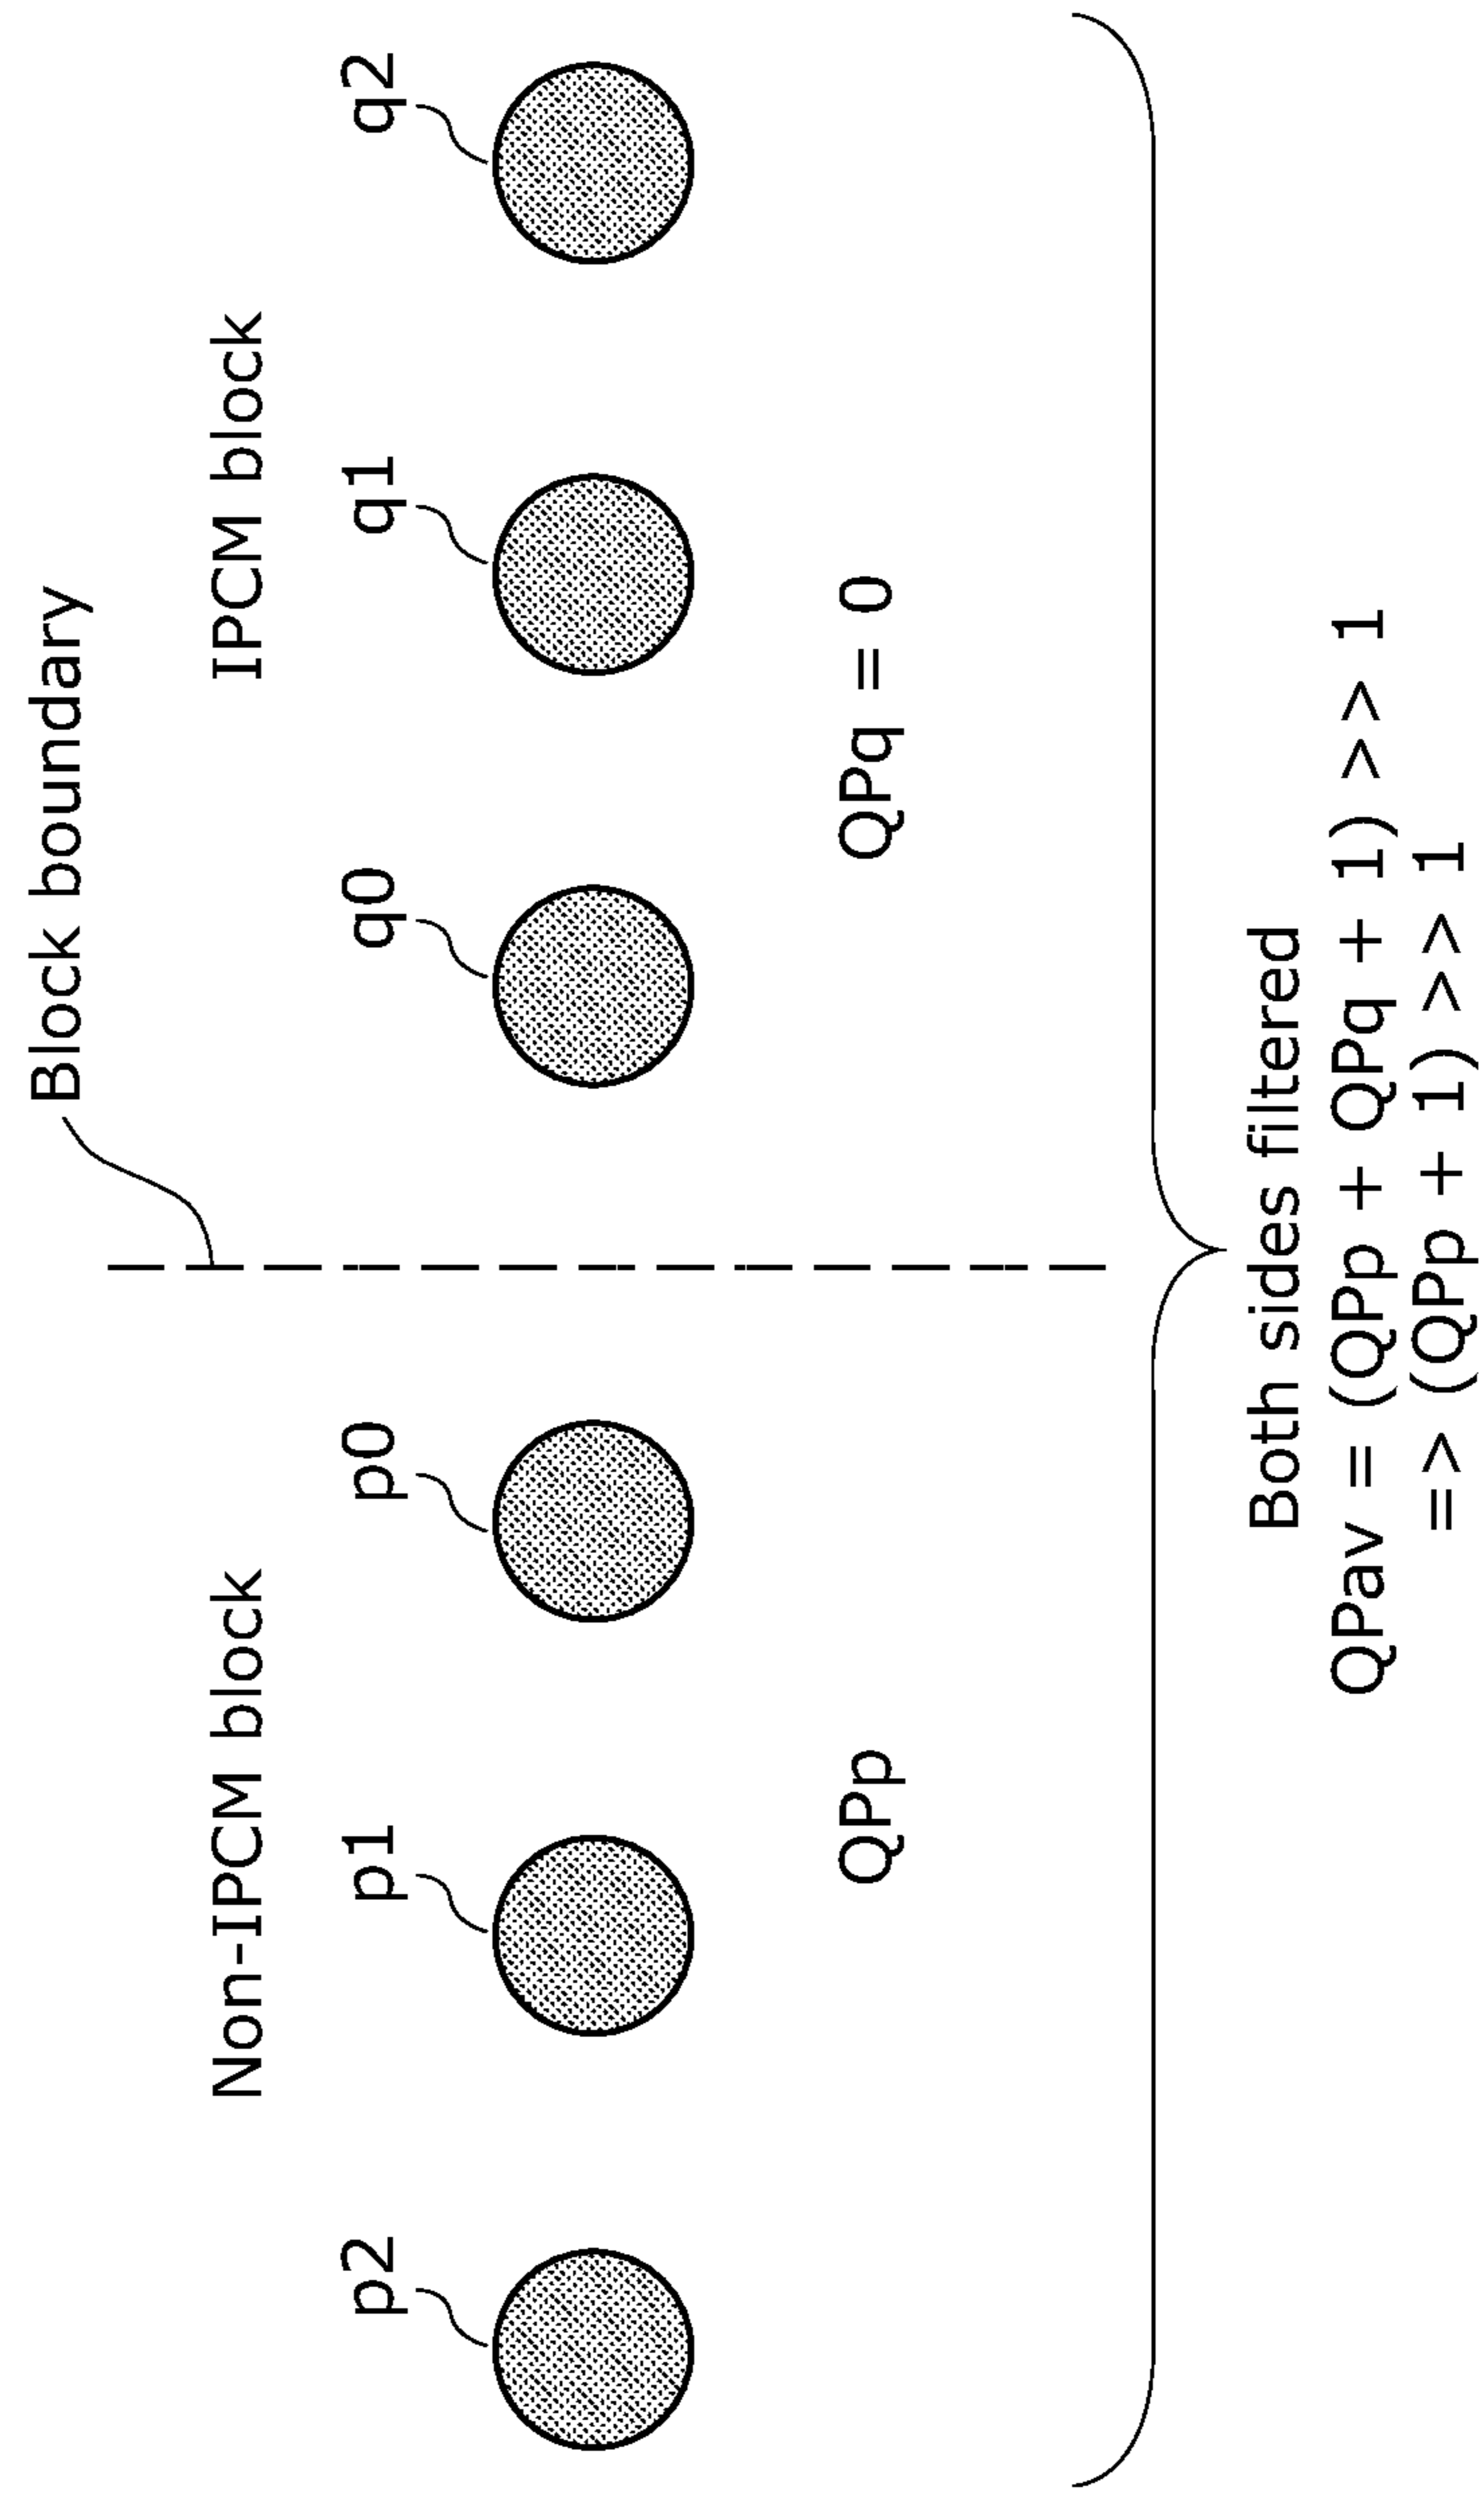 Block boundary
Non-IPCM block
IPCM block
p2
p1
p0
q0
q1
q2
QPp
QPq = 0
Both sides filtered
QPav = (QPp + QPq + 1) >> 1
=> (QPp + 1) >> 1